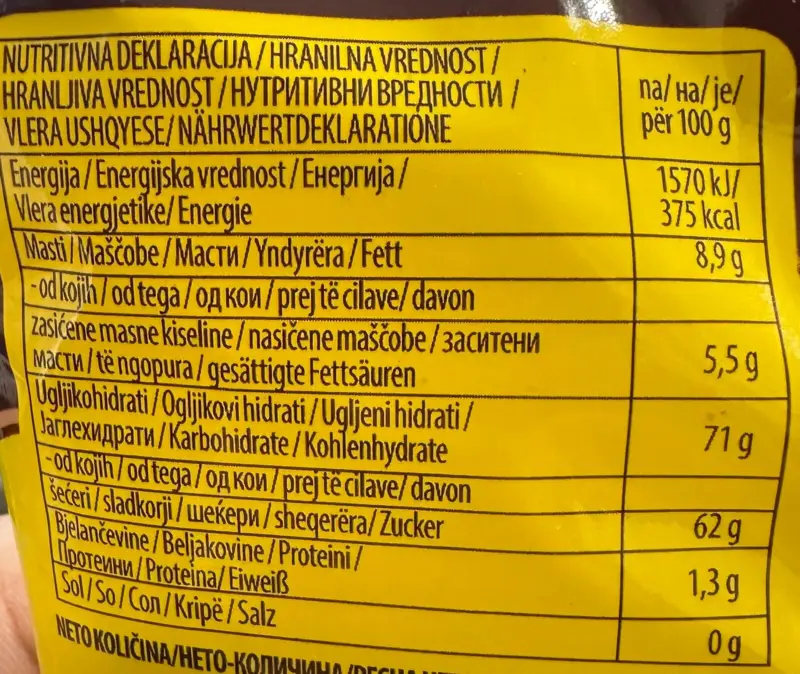 NUTRITIVNA DEKLARACIJA / HRANILNA VREDNOST /
HRANLJIVA VREDNOST / НУТРИТИВНИ ВРЕДНОСТИ /
VLERA USHQYESE/ NÄHRWERTDEKLARATIONE
na/ на/ je/
për 100 g
Energija / Energijska vrednost / Енергија /
Vlera energjetike/ Energie
1570 kJ/
375 kcal
Masti / Maščobe / Масти / Yndyrëra / Fett
8,9 g
- od kojih / od tega / од кои / prej të cilave/ davon
zasićene masne kiseline / nasičene maščobe / заситени
масти / të ngopura / gesättigte Fettsäuren
5,5 g
Ugljikohidrati / Ogljikovi hidrati / Ugljeni hidrati /
Јаглехидрати / Karbohidrate / Kohlenhydrate
71 g
- od kojih / od tega / од кои / prej të cilave/ davon
šećeri / sladkorji / шеќери / sheqerëra/ Zucker
62 g
Bjelančevine / Beljakovine / Proteini /
Протеини / Proteina/ Eiweiß
1,3 g
Sol / So / Сол / Kripë / Salz
0 g
NETO KOLIČINA/НЕТО-КОЛИЧИНА